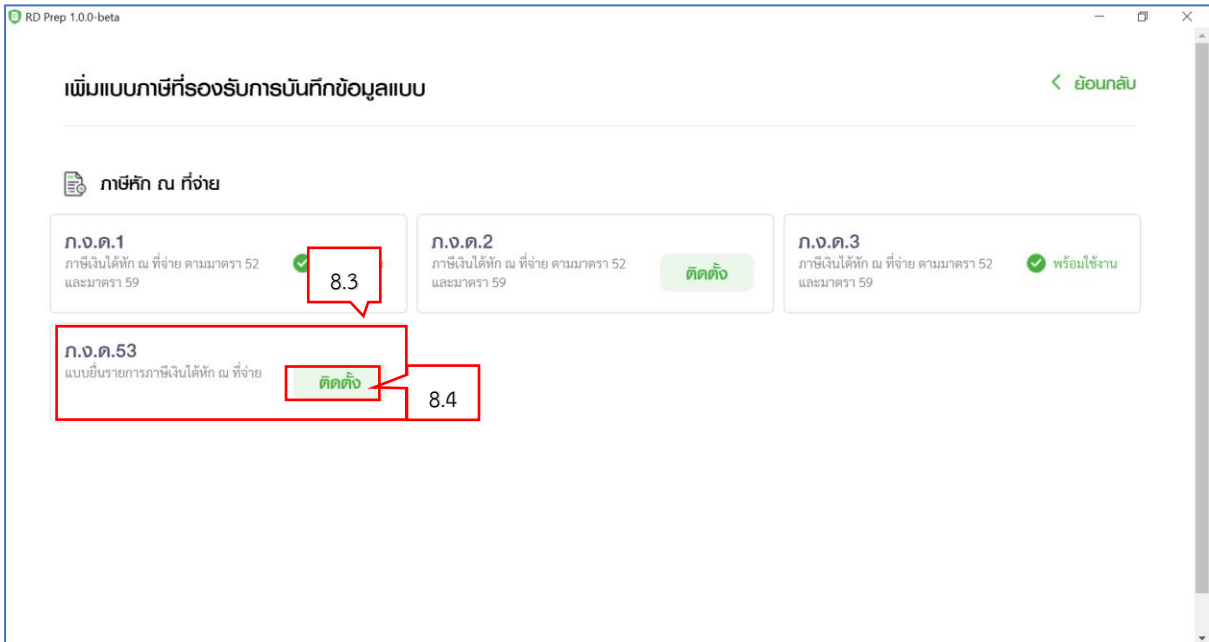 RD Prep 1.0.0-beta
เพิ่มแบบภาษีที่รองรับการบันทึกข้อมูลแบบ
ย้อนกลับ
ภาษีหัก ณ ที่จ่าย
ภ.ง.ด.1
ภาษีเงินได้หัก ณ ที่จ่าย ตามมาตรา 52
และมาตรา 59
8.3
ภ.ง.ด.2
ภาษีเงินได้หัก ณ ที่จ่าย ตามมาตรา 52
และมาตรา 59
ติดตั้ง
ภ.ง.ด.3
ภาษีเงินได้หัก ณ ที่จ่าย ตามมาตรา 52
และมาตรา 59
พร้อมใช้งาน
ภ.ง.ด.53
แบบยื่นรายการภาษีเงินได้หัก ณ ที่จ่าย
ติดตั้ง
8.4